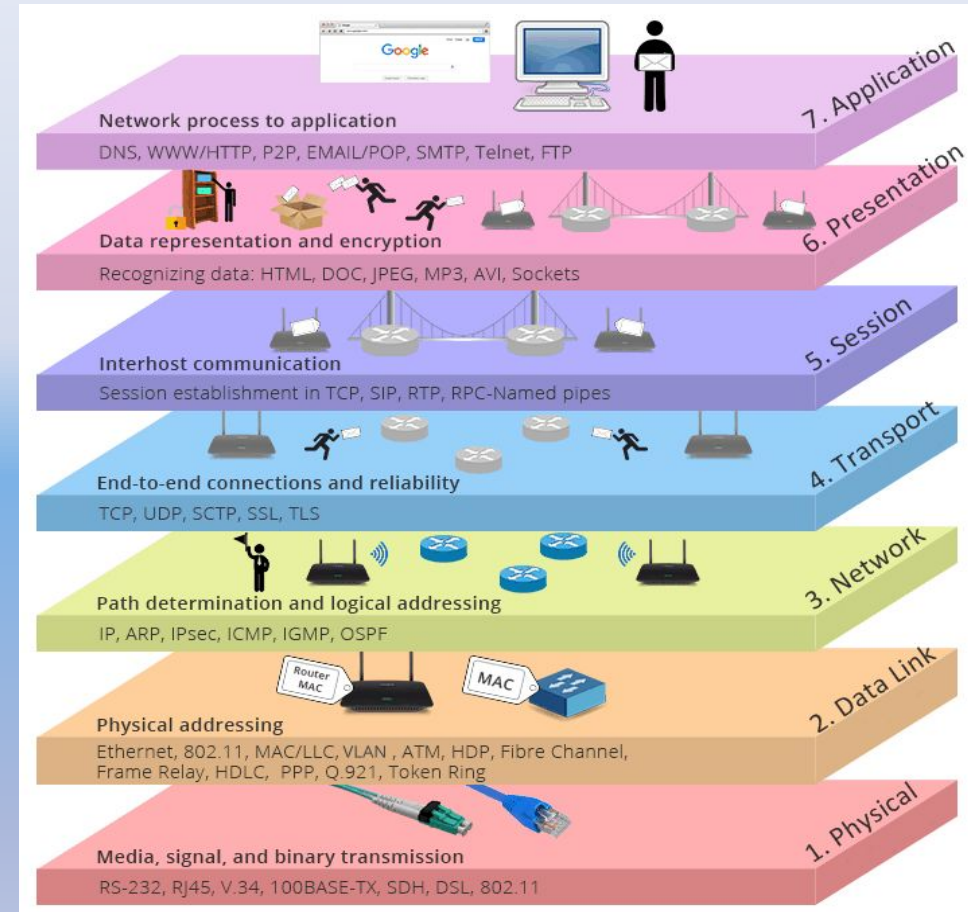 Google
7. Application
Network process to application
DNS, WWW/HTTP, P2P, EMAIL/POP, SMTP, Telnet, FTP
6. Presentation
Data representation and encryption
Recognizing data: HTML, DOC, JPEG, MP3, AVI, Sockets
5. Session
Interhost communication
Session establishment in TCP, SIP, RTP, RPC-Named pipes
4. Transport
End-to-end connections and reliability
TCP, UDP, SCTP, SSL, TLS
3. Network
Path determination and logical addressing
IP, ARP, IPsec, ICMP, IGMP, OSPF
Router
MAC
MAC
2. Data Link
Physical addressing
Ethernet, 802.11, MAC/LLC, VLAN , ATM, HDP, Fibre Channel,
Frame Relay, HDLC, PPP, Q.921, Token Ring
1. Physical
Media, signal, and binary transmission
RS-232, RJ45, V.34, 100BASE-TX, SDH, DSL, 802.11